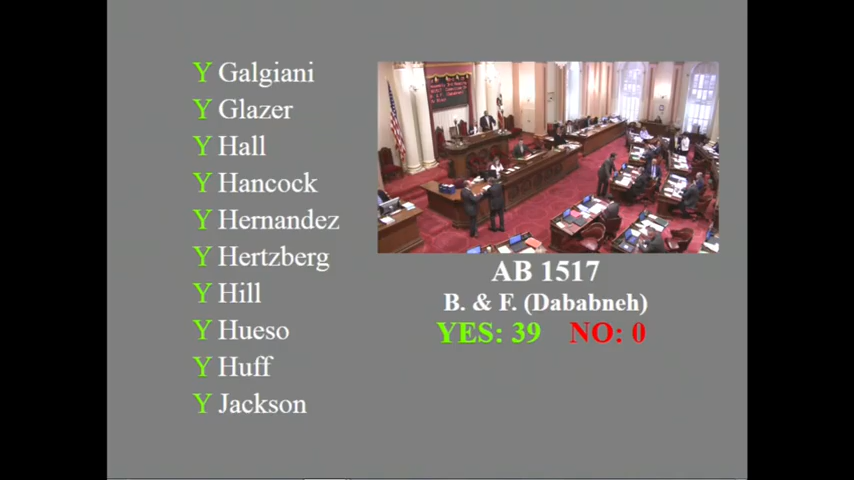 Y Galgiani
Y Glazer
Y Hall
Y Hancock
Y Hernandez
Y Hertzberg
Y Hill
Y Hueso
Y Huff
Y Jackson
AB 1517
B. & F. (Dababneh)
YES: 39 NO: 0